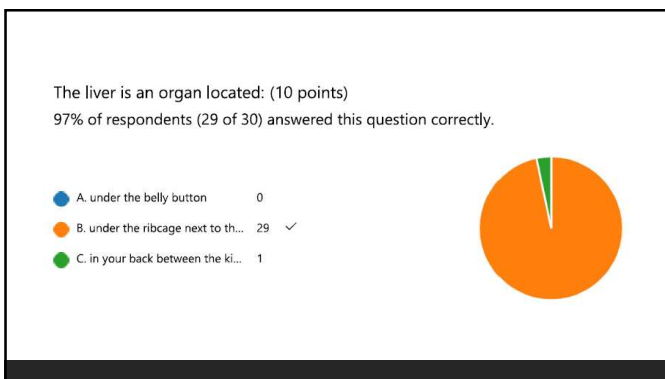 The liver is an organ located: (10 points)
97% of respondents (29 of 30) answered this question correctly.
A. under the belly button 0
B. under the ribcage next to th... 29 ✓
C. in your back between the ki... 1